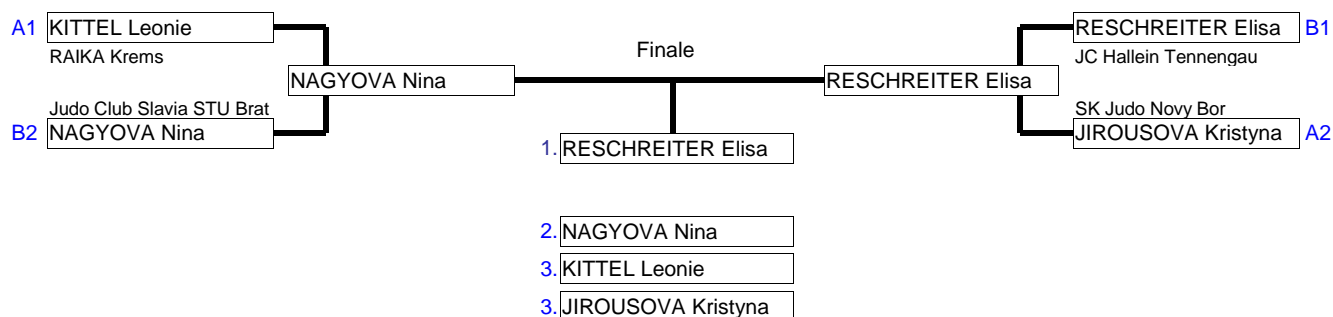 A1 KITTEL Leonie
RAIKA Krems
Finale
RESCHREITER Elisa B1
JC Hallein Tennengau
NAGYOVA Nina
RESCHREITER Elisa
Judo Club Slavia STU Brat
B2 NAGYOVA Nina
SK Judo Novy Bor
JIROUSOVA Kristyna A2
1. RESCHREITER Elisa
2. NAGYOVA Nina
3. KITTEL Leonie
3. JIROUSOVA Kristyna